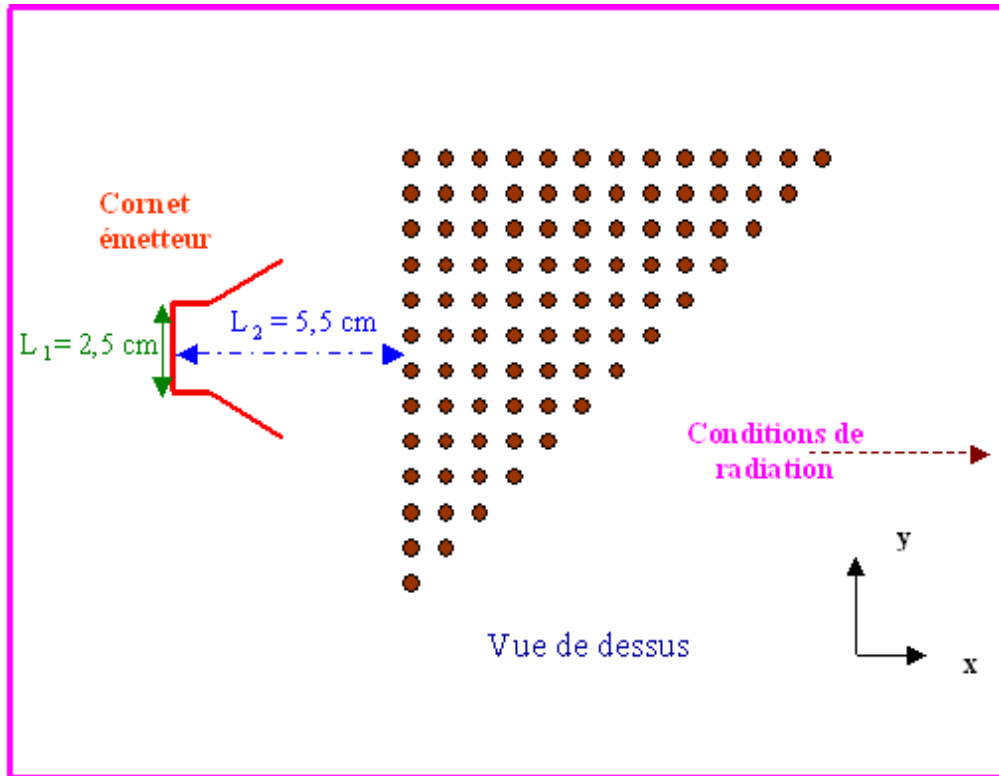 Cornet
émetteur
L₁= 2,5 cm
L₂ = 5,5 cm
Conditions de
radiation
y
x
Vue de dessus